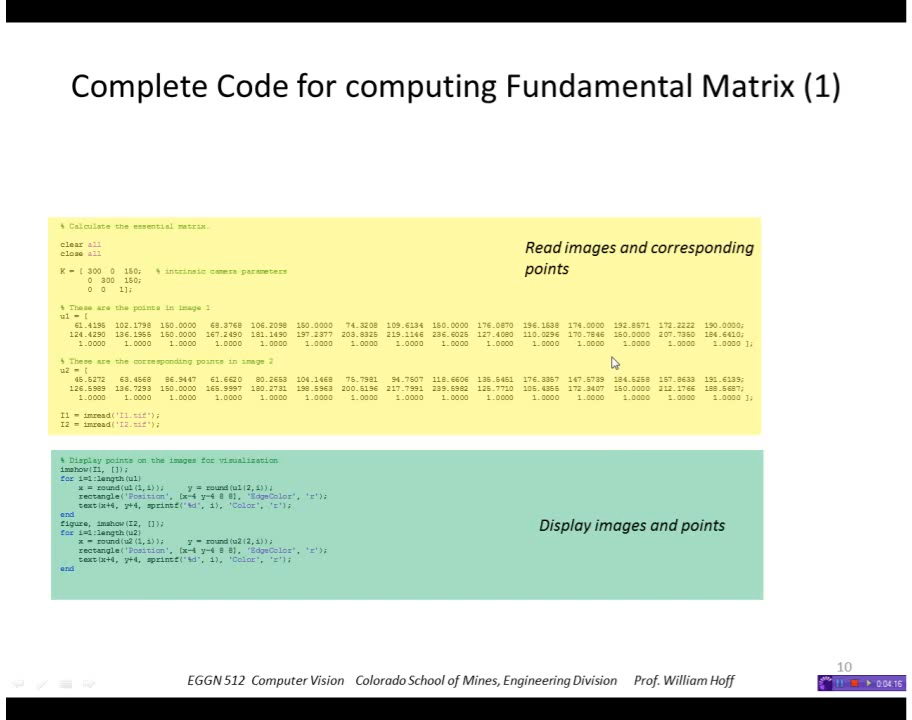 Complete Code for computing Fundamental Matrix (1)
% Calculate the essential matrix.
clear all
close all
Read images and corresponding
points
K = [ 300 0 150; % intrinsic camera parameters
0 300 150;
0 0 1];
% These are the points in image 1
u1 = [
61.4195 102.1798 150.0000 68.3768 106.2098 150.0000 74.3208 109.6134 150.0000 176.0870 196.1538 174.0000 192.8571 172.2222 190.0000;
124.4290 136.1955 150.0000 167.2490 181.1490 197.2377 203.8325 219.1146 236.6025 127.4080 110.0296 170.7846 150.0000 207.7350 184.6410;
1.0000 1.0000 1.0000 1.0000 1.0000 1.0000 1.0000 1.0000 1.0000 1.0000 1.0000 1.0000 1.0000 1.0000 1.0000 ];
% These are the corresponding points in image 2
u2 = [
45.5272 63.4568 86.9447 61.6620 80.2653 104.1468 75.7981 94.7507 118.6606 135.5451 176.3357 147.5739 184.5258 157.8633 191.6139;
126.5989 136.7293 150.0000 165.9997 180.2731 198.5963 200.5196 217.7991 239.5982 125.7710 105.4355 172.3407 150.0000 212.1766 188.5687;
1.0000 1.0000 1.0000 1.0000 1.0000 1.0000 1.0000 1.0000 1.0000 1.0000 1.0000 1.0000 1.0000 1.0000 1.0000 ];
I1 = imread('I1.tif');
I2 = imread('I2.tif');
% Display points on the images for visualization
imshow(I1, []);
for i=1:length(u1)
x = round(u1(1,i)); y = round(u1(2,i));
rectangle('Position', [x-4 y-4 8 8], 'EdgeColor', 'r');
text(x+4, y+4, sprintf('%d', i), 'Color', 'r');
end
figure, imshow(I2, []);
for i=1:length(u2)
x = round(u2(1,i)); y = round(u2(2,i));
rectangle('Position', [x-4 y-4 8 8], 'EdgeColor', 'r');
text(x+4, y+4, sprintf('%d', i), 'Color', 'r');
end
Display images and points
10
EGGN 512 Computer Vision Colorado School of Mines, Engineering Division Prof. William Hoff
0:04:16